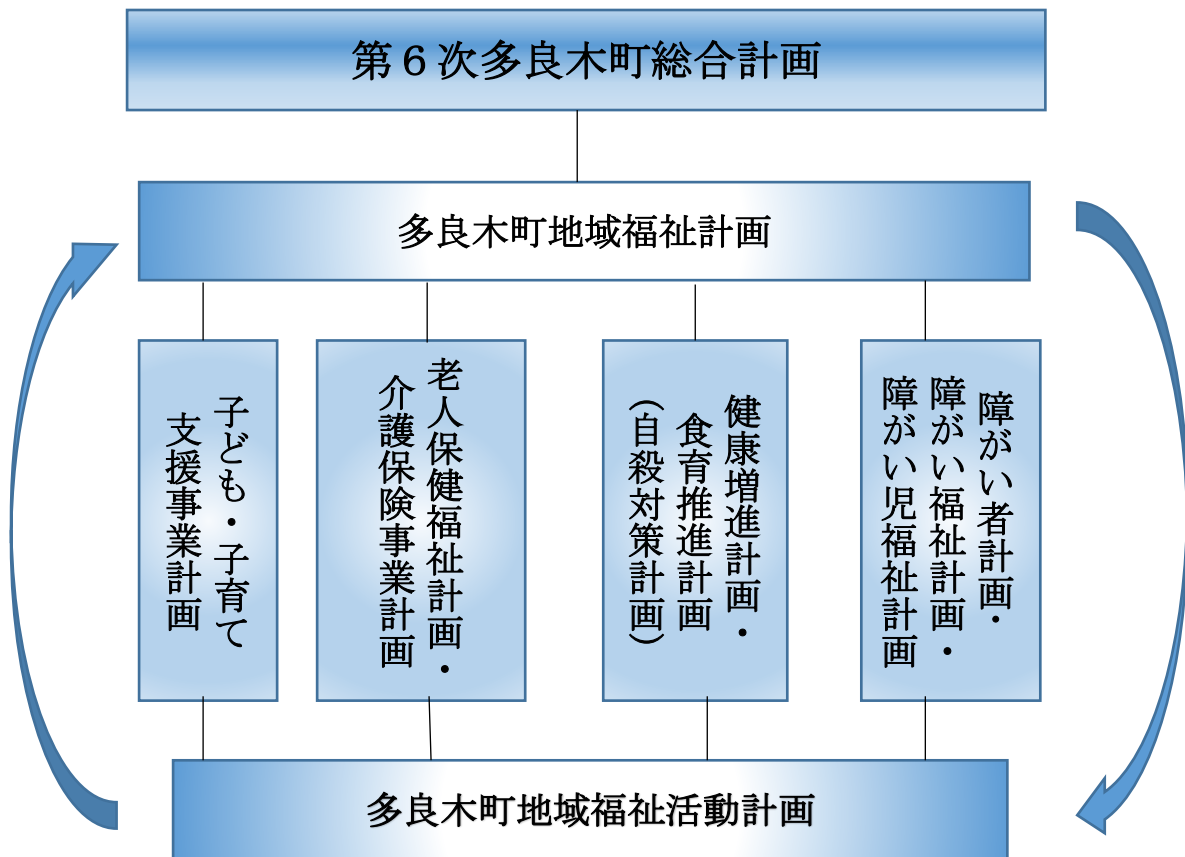 第６次多良木町総合計画
多良木町地域福祉計画
子ども・子育て
支援事業計画
老人保健福祉計画・
介護保険事業計画
健康増進計画・
食育推進計画
（自殺対策計画）
障がい者計画・
障がい福祉計画・
障がい児福祉計画
多良木町地域福祉活動計画